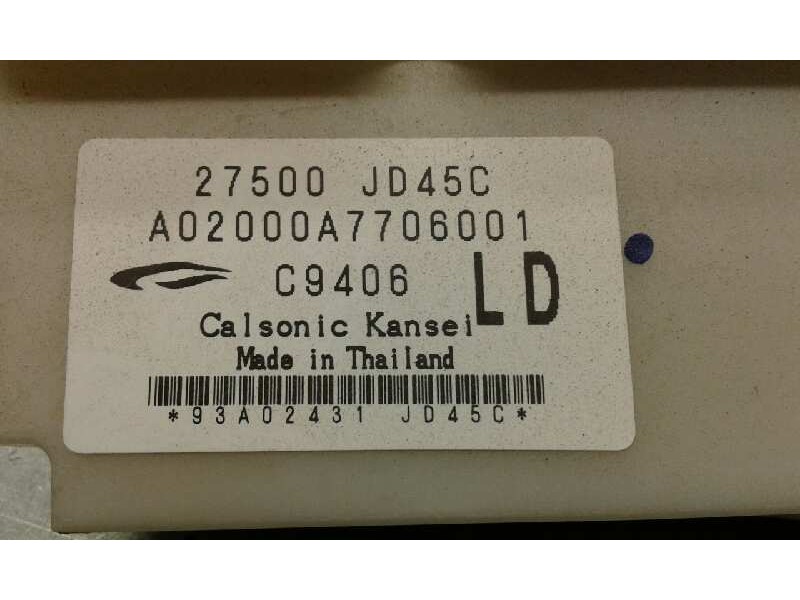 27500 JD45C
A02000A7706001
C9406 LD
Calsonic Kansei
Made in Thailand
*93A02431 JD45C*